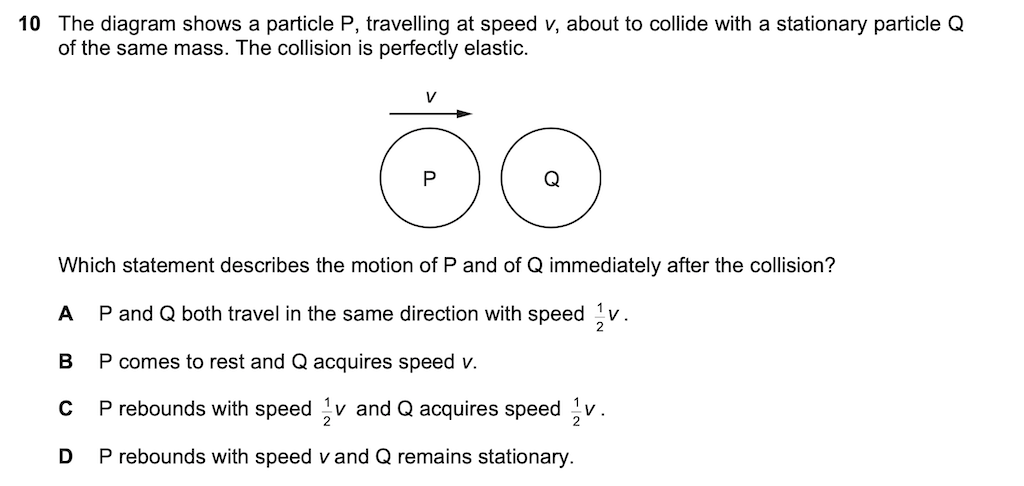 10 The diagram shows a particle P, travelling at speed v, about to collide with a stationary particle Q
of the same mass. The collision is perfectly elastic.
v
P Q
Which statement describes the motion of P and of Q immediately after the collision?
A P and Q both travel in the same direction with speed 1/2 v .
B P comes to rest and Q acquires speed v.
C P rebounds with speed 1/2 v and Q acquires speed 1/2 v .
D P rebounds with speed v and Q remains stationary.